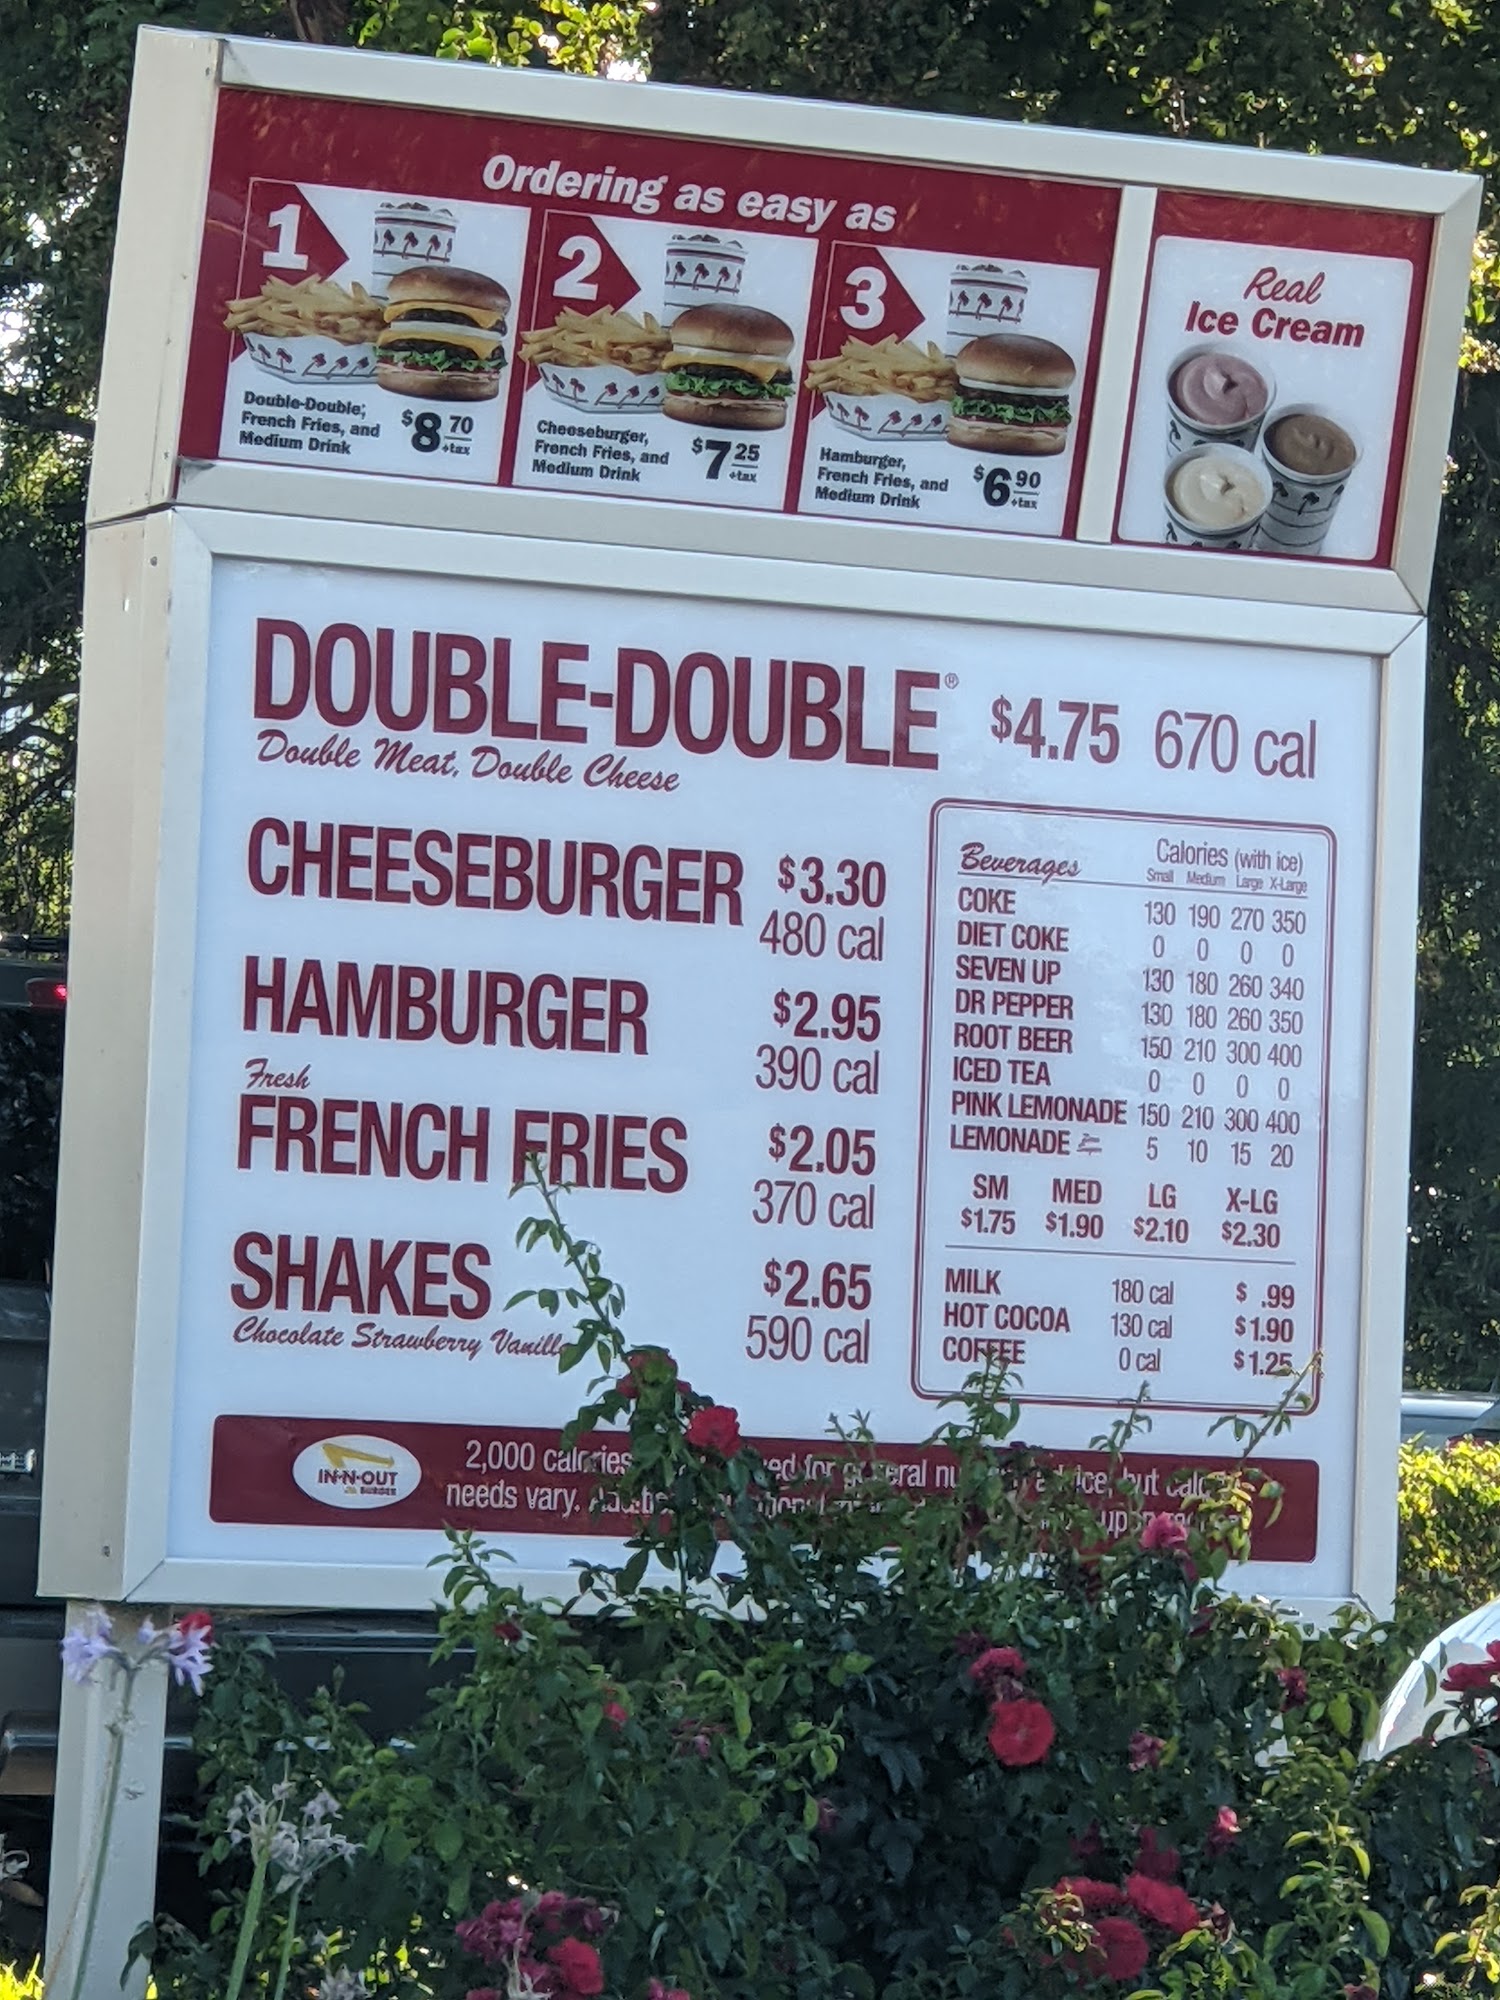 Ordering as easy as
1
Double-Double,
French Fries, and
Medium Drink
$8 70
+tax
2
Cheeseburger,
French Fries, and
Medium Drink
$7 25
+tax
3
Hamburger,
French Fries, and
Medium Drink
$6 90
+tax
Real
Ice Cream
DOUBLE-DOUBLE® $4.75 670 cal
Double Meat, Double Cheese
CHEESEBURGER $3.30
480 cal
HAMBURGER $2.95
390 cal
Fresh
FRENCH FRIES $2.05
370 cal
SHAKES $2.65
Chocolate Strawberry Vanilla 590 cal
Beverages Calories (with ice)
Small Medium Large X-Large
COKE 130 190 270 350
DIET COKE 0 0 0 0
SEVEN UP 130 180 260 340
DR PEPPER 130 180 260 350
ROOT BEER 150 210 300 400
ICED TEA 0 0 0 0
PINK LEMONADE 150 210 300 400
LEMONADE 5 10 15 20
SM MED LG X-LG
$1.75 $1.90 $2.10 $2.30
MILK 180 cal $ .99
HOT COCOA 130 cal $1.90
COFFEE 0 cal $1.25
IN-N-OUT
BURGER
2,000 calories for general but
needs vary. upon